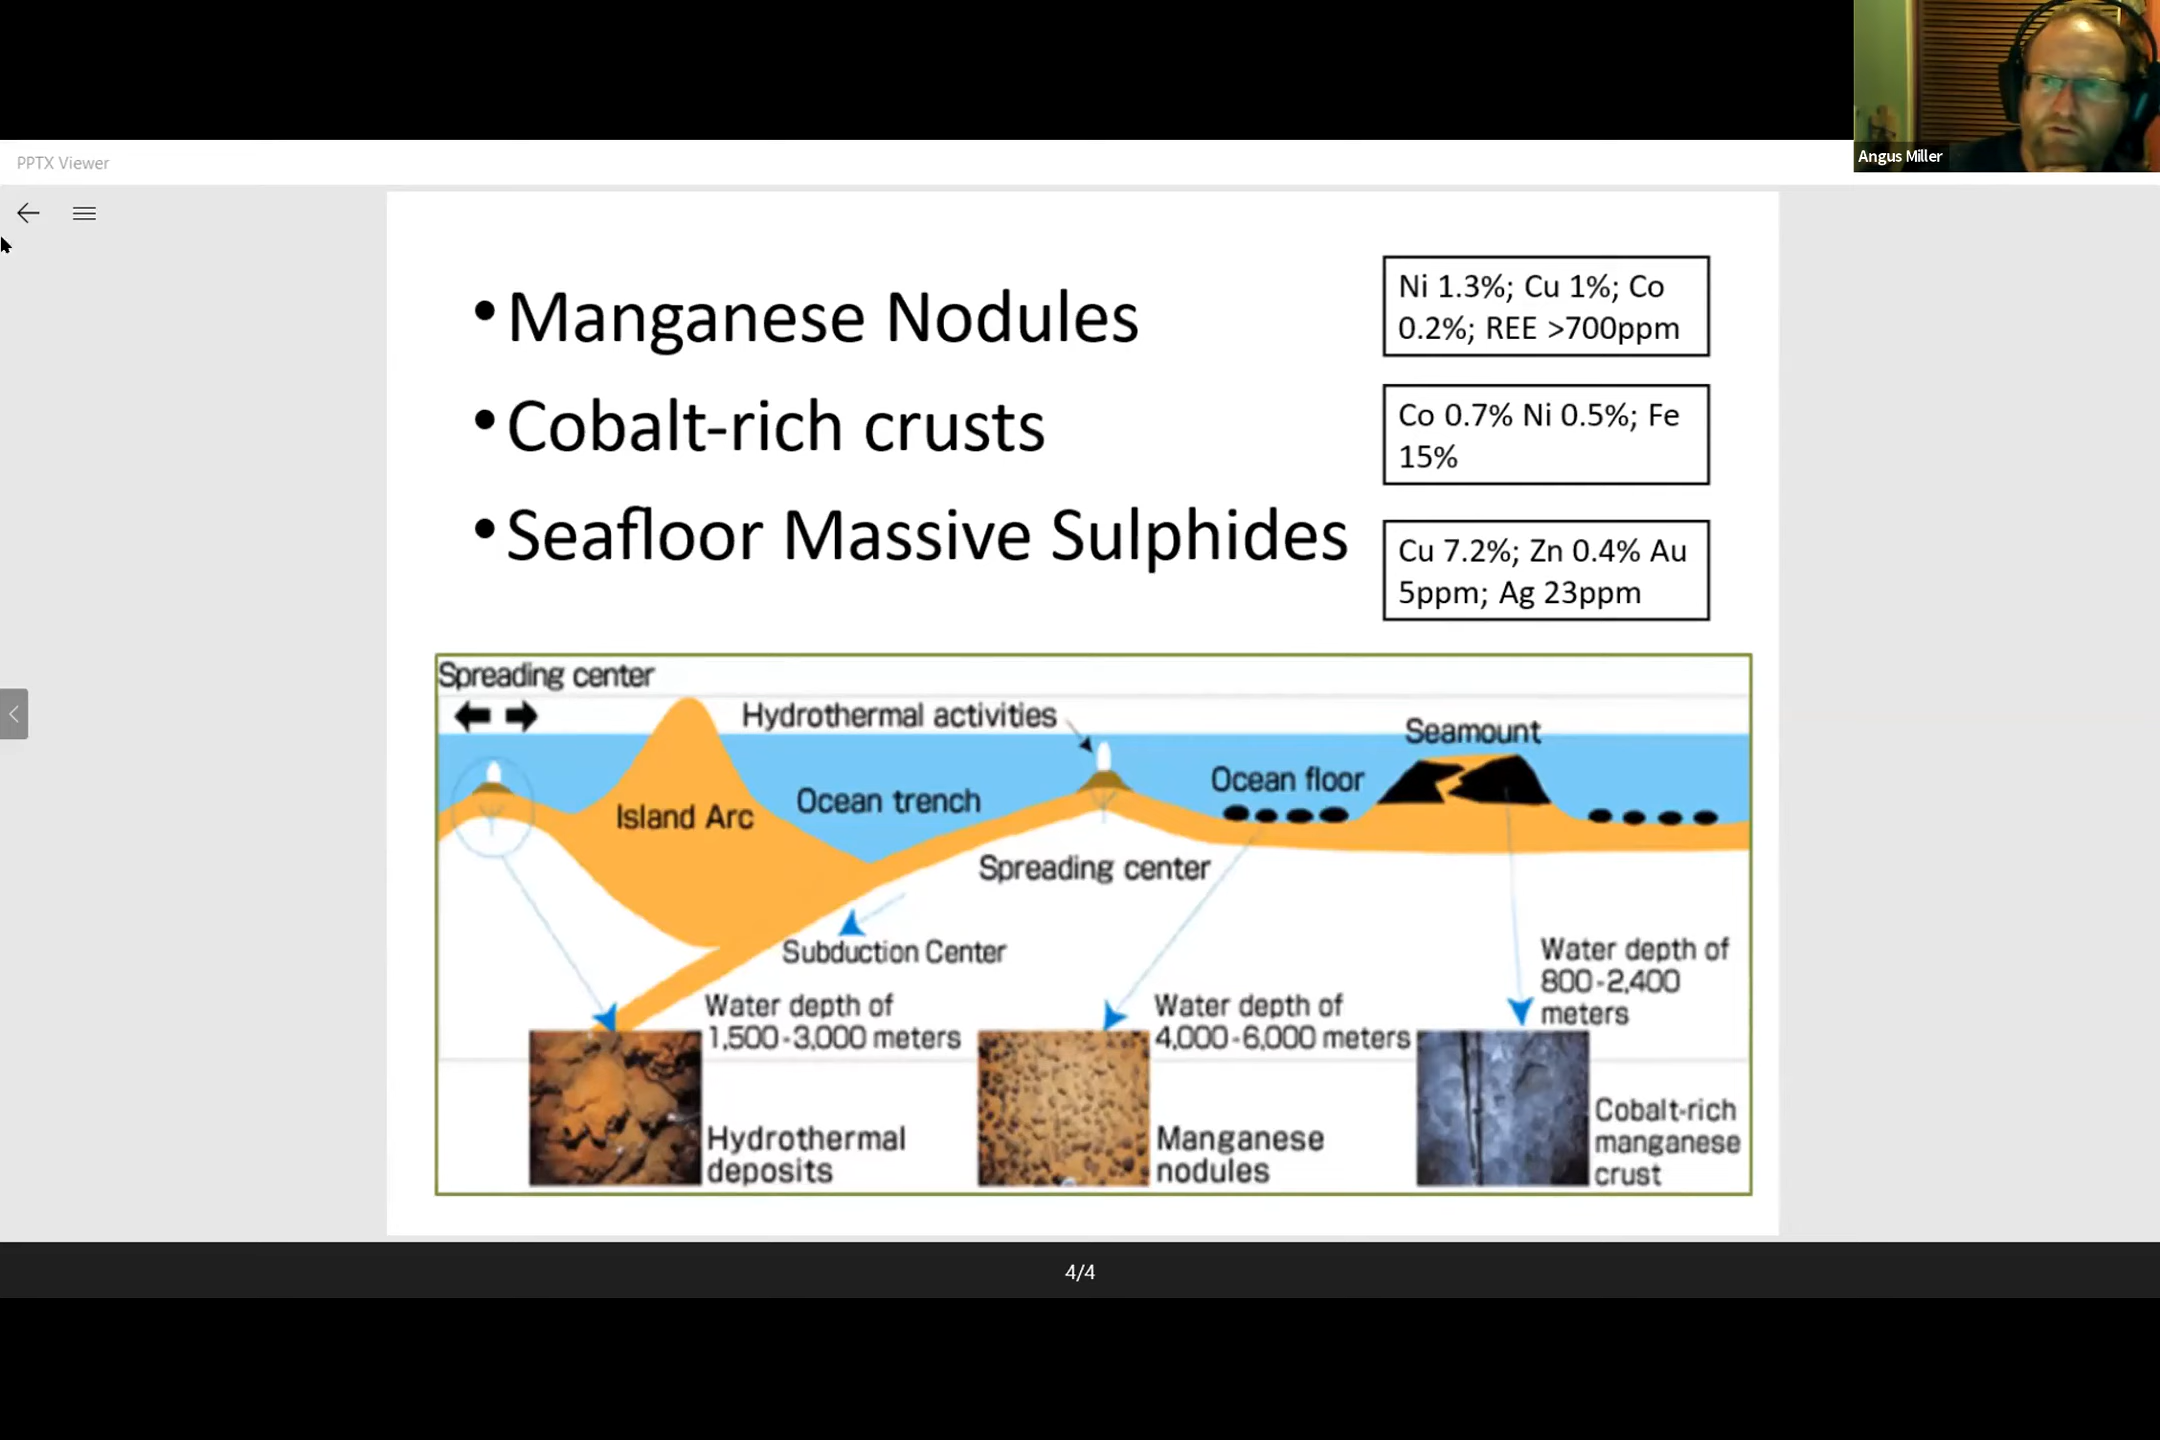 Angus Miller
PPTX Viewer
• Manganese Nodules
• Cobalt-rich crusts
• Seafloor Massive Sulphides
Ni 1.3%; Cu 1%; Co
0.2%; REE >700ppm
Co 0.7% Ni 0.5%; Fe
15%
Cu 7.2%; Zn 0.4% Au
5ppm; Ag 23ppm
Spreading center
Hydrothermal activities
Seamount
Ocean floor
Ocean trench
Island Arc
Spreading center
Subduction Center
Water depth of
1,500-3,000 meters
Hydrothermal
deposits
Water depth of
4,000-6,000 meters
Manganese
nodules
Water depth of
800-2,400
meters
Cobalt-rich
manganese
crust
4/4